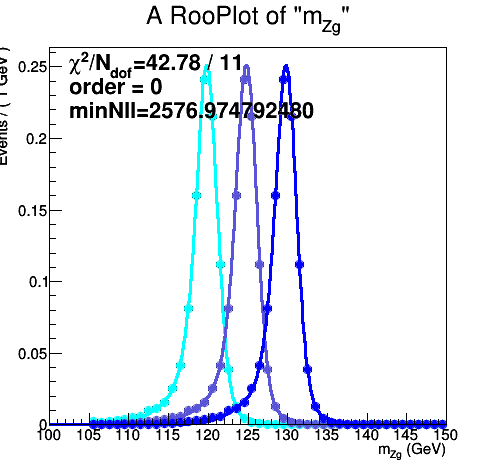 A RooPlot of "m_Zg"
χ²/N_dof=42.78 / 11
order = 0
minNll=2576.974792480
Events / ( 1 GeV )
0.25
0.2
0.15
0.1
0.05
0
100 105 110 115 120 125 130 135 140 145 150
m_Zg (GeV)